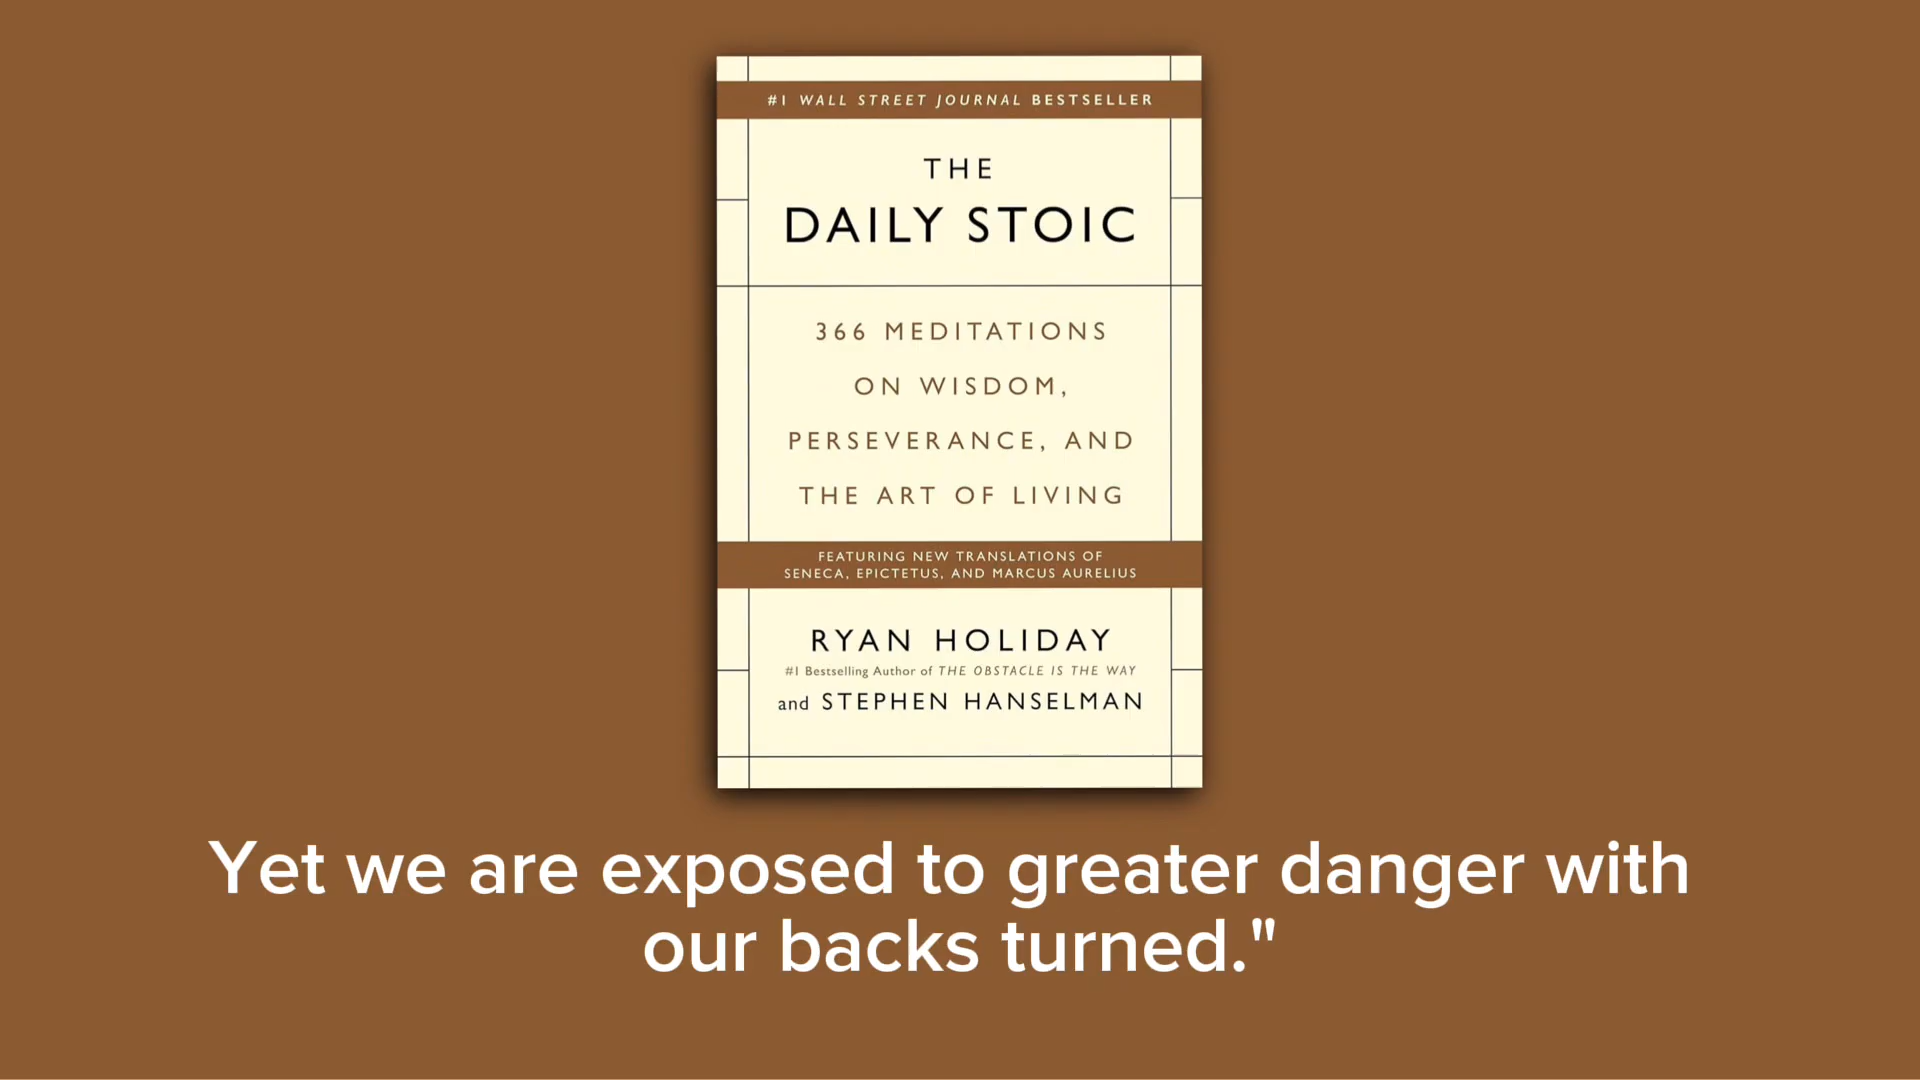 #1 WALL STREET JOURNAL BESTSELLER
THE
DAILY STOIC
366 MEDITATIONS
ON WISDOM,
PERSEVERANCE, AND
THE ART OF LIVING
FEATURING NEW TRANSLATIONS OF
SENECA, EPICTETUS, AND MARCUS AURELIUS
RYAN HOLIDAY
#1 Bestselling Author of THE OBSTACLE IS THE WAY
and STEPHEN HANSELMAN
Yet we are exposed to greater danger with
our backs turned."